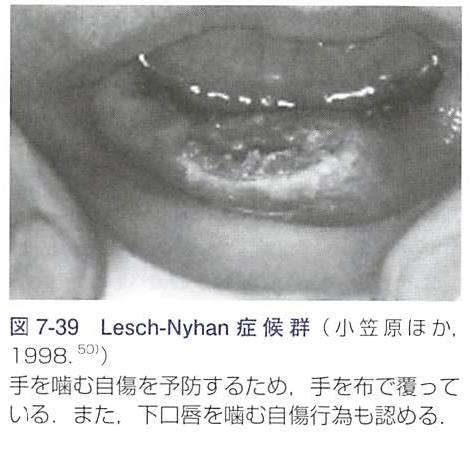 図 7-39 Lesch-Nyhan 症候群（小笠原ほか,
1998. 50)）
手を噛む自傷を予防するため，手を布で覆って
いる．また，下口唇を噛む自傷行為も認める．